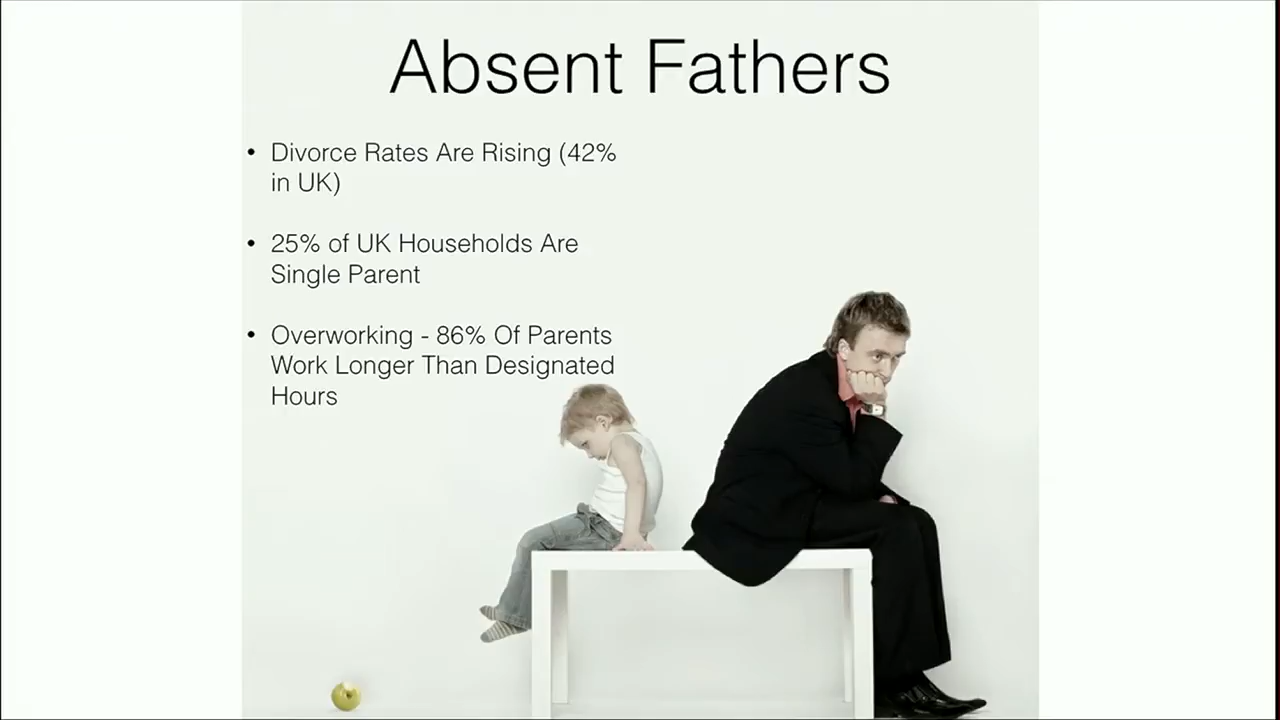 Absent Fathers
• Divorce Rates Are Rising (42%
in UK)
• 25% of UK Households Are
Single Parent
• Overworking - 86% Of Parents
Work Longer Than Designated
Hours